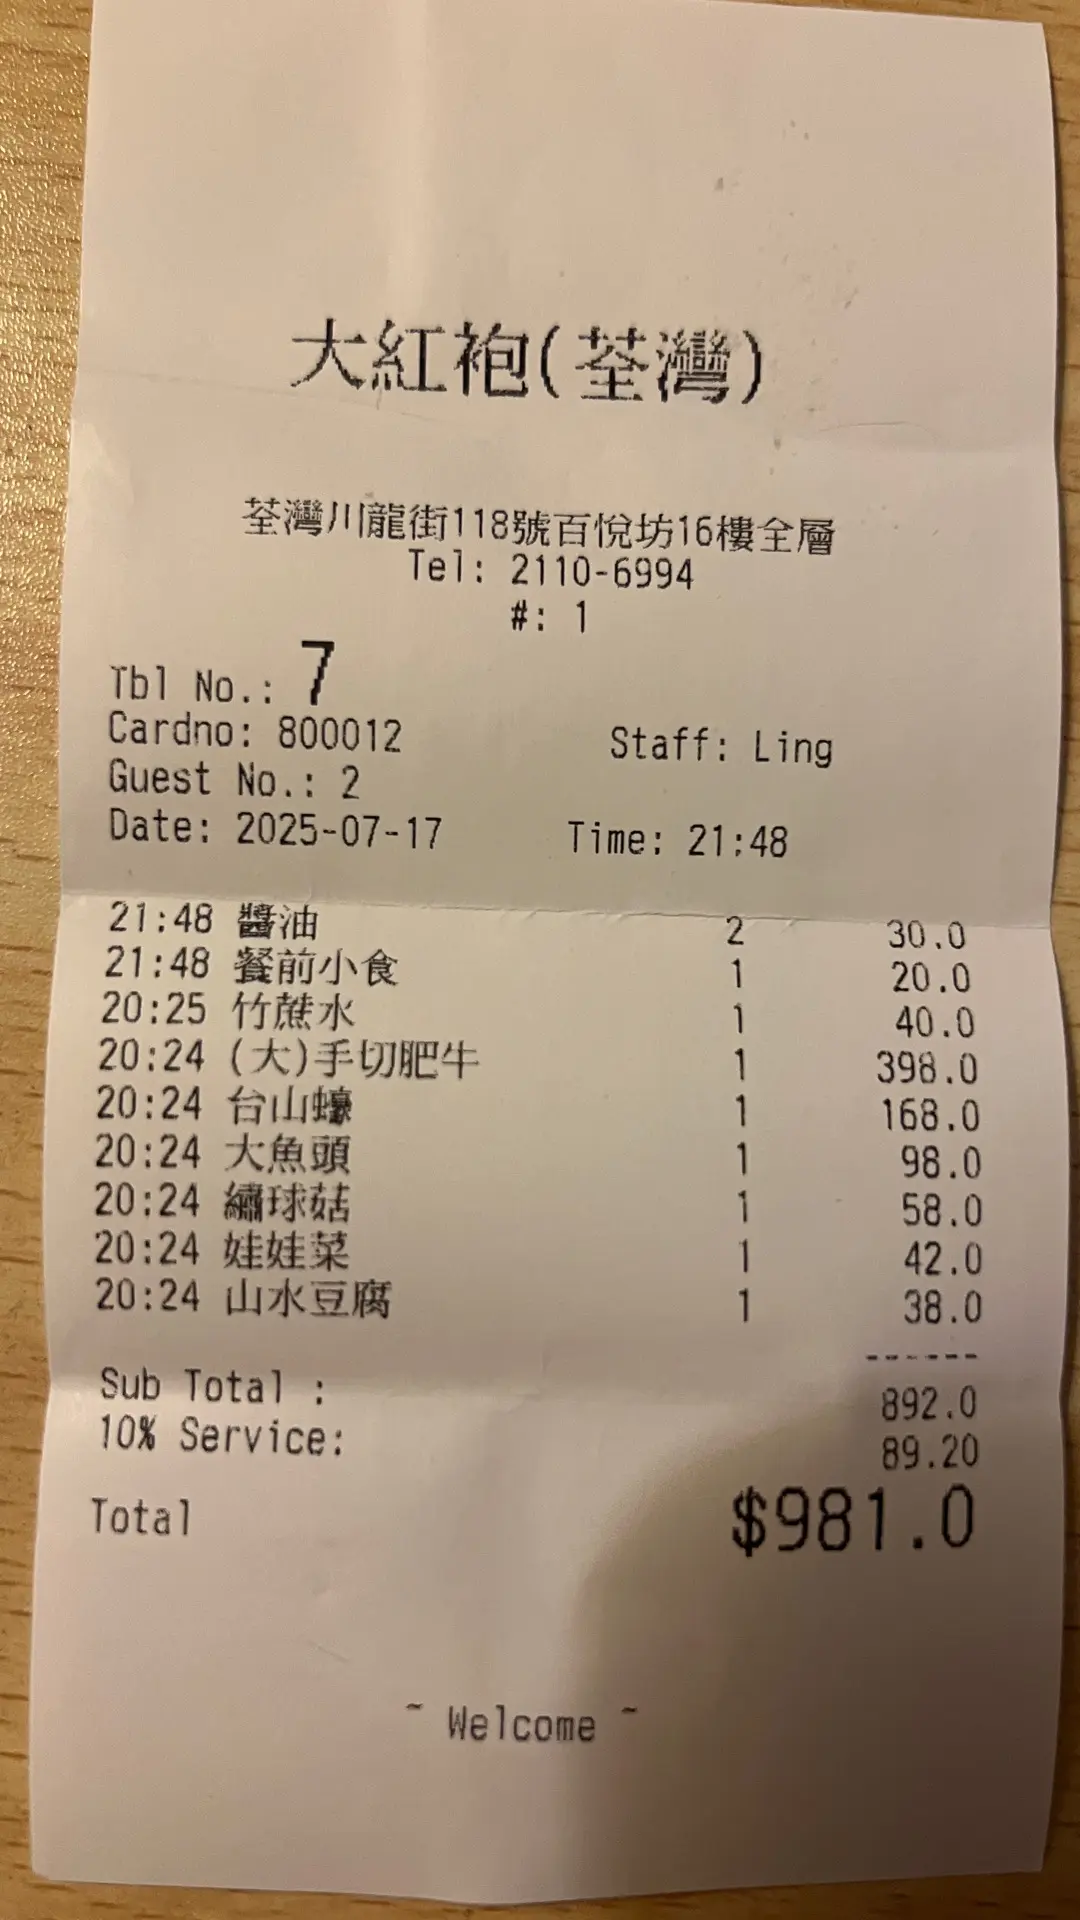 大紅袍(荃灣)
荃灣川龍街118號百悅坊16樓全層
Tel: 2110-6994
#: 1
Tbl No.: 7
Cardno: 800012 Staff: Ling
Guest No.: 2
Date: 2025-07-17 Time: 21:48
21:48 醬油 2 30.0
21:48 餐前小食 1 20.0
20:25 竹蔗水 1 40.0
20:24 (大)手切肥牛 1 398.0
20:24 台山蠔 1 168.0
20:24 大魚頭 1 98.0
20:24 繡球菇 1 58.0
20:24 娃娃菜 1 42.0
20:24 山水豆腐 1 38.0
------
Sub Total : 892.0
10% Service: 89.20
Total $981.0
~ Welcome ~